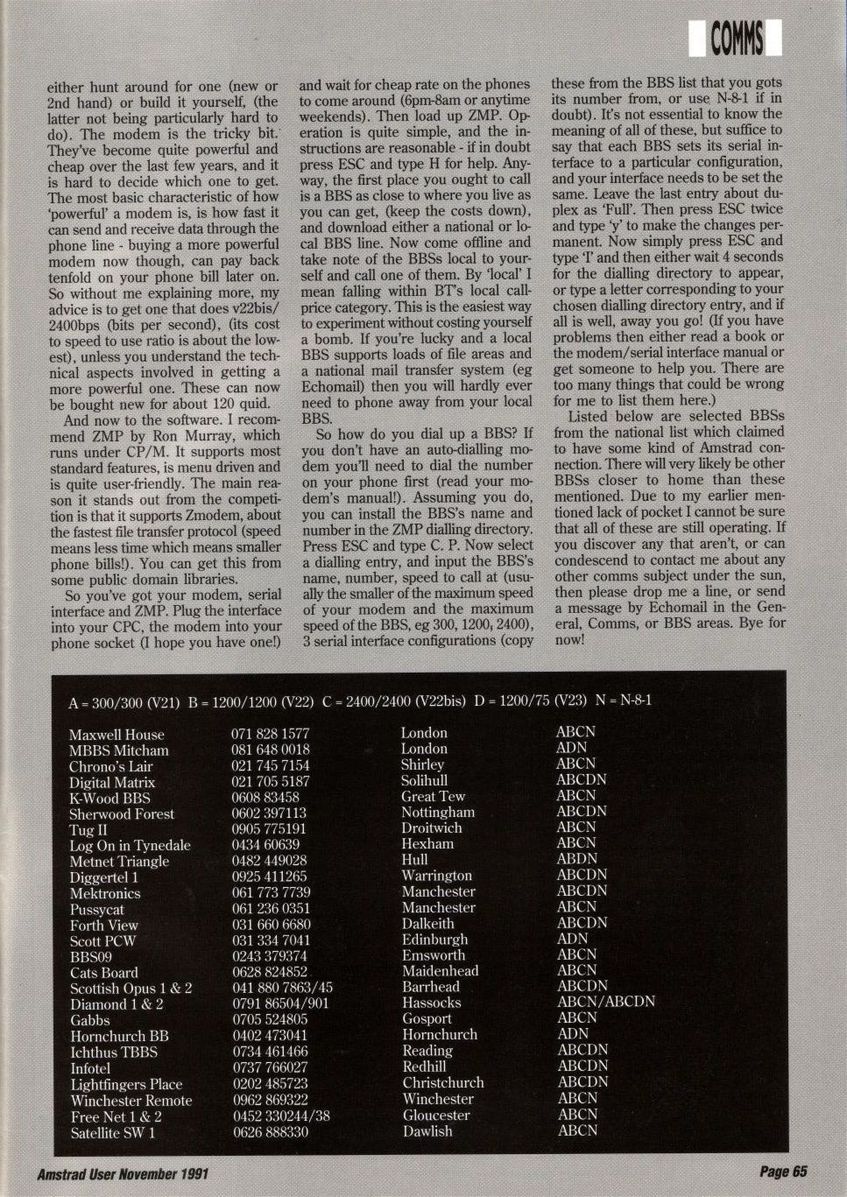 COMMS
either hunt around for one (new or
2nd hand) or build it yourself, (the
latter not being particularly hard to
do). The modem is the tricky bit.
They've become quite powerful and
cheap over the last few years, and it
is hard to decide which one to get.
The most basic characteristic of how
'powerful' a modem is, is how fast it
can send and receive data through the
phone line - buying a more powerful
modem now though, can pay back
tenfold on your phone bill later on.
So without me explaining more, my
advice is to get one that does v22bis/
2400bps (bits per second), (its cost
to speed to use ratio is about the low-
est), unless you understand the tech-
nical aspects involved in getting a
more powerful one. These can now
be bought new for about 120 quid.
And now to the software. I recom-
mend ZMP by Ron Murray, which
runs under CP/M. It supports most
standard features, is menu driven and
is quite user-friendly. The main rea-
son it stands out from the competi-
tion is that it supports Zmodem, about
the fastest file transfer protocol (speed
means less time which means smaller
phone bills!). You can get this from
some public domain libraries.
So you've got your modem, serial
interface and ZMP. Plug the interface
into your CPC, the modem into your
phone socket (I hope you have one!)
and wait for cheap rate on the phones
to come around (6pm-8am or anytime
weekends). Then load up ZMP. Op-
eration is quite simple, and the in-
structions are reasonable - if in doubt
press ESC and type H for help. Any-
way, the first place you ought to call
is a BBS as close to where you live as
you can get, (keep the costs down),
and download either a national or lo-
cal BBS line. Now come offline and
take note of the BBSs local to your-
self and call one of them. By 'local' I
mean falling within BT's local call-
price category. This is the easiest way
to experiment without costing yourself
a bomb. If you're lucky and a local
BBS supports loads of file areas and
a national mail transfer system (eg
Echomail) then you will hardly ever
need to phone away from your local
BBS.
So how do you dial up a BBS? If
you don't have an auto-dialling mo-
dem you'll need to dial the number
on your phone first (read your mo-
dem's manual!). Assuming you do,
you can install the BBS's name and
number in the ZMP dialling directory.
Press ESC and type C. P. Now select
a dialling entry, and input the BBS's
name, number, speed to call at (usu-
ally the smaller of the maximum speed
of your modem and the maximum
speed of the BBS, eg 300, 1200, 2400),
3 serial interface configurations (copy
these from the BBS list that you gots
its number from, or use N-8-1 if in
doubt). It's not essential to know the
meaning of all of these, but suffice to
say that each BBS sets its serial in-
terface to a particular configuration,
and your interface needs to be set the
same. Leave the last entry about du-
plex as 'Full'. Then press ESC twice
and type 'y' to make the changes per-
manent. Now simply press ESC and
type 'I' and then either wait 4 seconds
for the dialling directory to appear,
or type a letter corresponding to your
chosen dialling directory entry, and if
all is well, away you go! (If you have
problems then either read a book or
the modem/serial interface manual or
get someone to help you. There are
too many things that could be wrong
for me to list them here.)
Listed below are selected BBSs
from the national list which claimed
to have some kind of Amstrad con-
nection. There will very likely be other
BBSs closer to home than these
mentioned. Due to my earlier men-
tioned lack of pocket I cannot be sure
that all of these are still operating. If
you discover any that aren't, or can
condescend to contact me about any
other comms subject under the sun,
then please drop me a line, or send
a message by Echomail in the Gen-
eral, Comms, or BBS areas. Bye for
now!
A = 300/300 (V21) B = 1200/1200 (V22) C = 2400/2400 (V22bis) D = 1200/75 (V23) N = N-8-1
Maxwell House 071 828 1577 London ABCN
MBBS Mitcham 081 648 0018 London ADN
Chrono's Lair 021 745 7154 Shirley ABCN
Digital Matrix 021 705 5187 Solihull ABCDN
K-Wood BBS 0608 83458 Great Tew ABCN
Sherwood Forest 0602 397113 Nottingham ABCDN
Tug II 0905 775191 Droitwich ABCN
Log On in Tynedale 0434 60639 Hexham ABCN
Metnet Triangle 0482 449028 Hull ABDN
Diggertel 1 0925 411265 Warrington ABCDN
Mektronics 061 773 7739 Manchester ABCDN
Pussycat 061 236 0351 Manchester ABCN
Forth View 031 660 6680 Dalkeith ABCDN
Scott PCW 031 334 7041 Edinburgh ADN
BBS09 0243 379374 Emsworth ABCN
Cats Board 0628 824852 Maidenhead ABCN
Scottish Opus 1 & 2 041 880 7863/45 Barrhead ABCDN
Diamond 1 & 2 0791 86504/901 Hassocks ABCN/ABCDN
Gabbs 0705 524805 Gosport ABCN
Hornchurch BB 0402 473041 Hornchurch ADN
Ichthus TBBS 0734 461466 Reading ABCDN
Infotel 0737 766027 Redhill ABCDN
Lightfingers Place 0202 485723 Christchurch ABCDN
Winchester Remote 0962 869322 Winchester ABCN
Free Net 1 & 2 0452 330244/38 Gloucester ABCN
Satellite SW 1 0626 888330 Dawlish ABCN
Amstrad User November 1991
Page 65